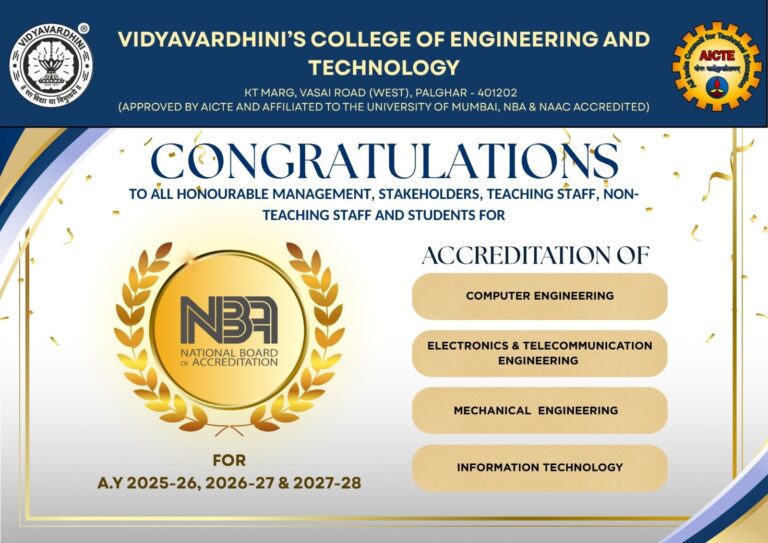 VIDYAVARDHINI
®
॥ सा विद्या या विमुक्तये ॥
VIDYAVARDHINI'S COLLEGE OF ENGINEERING AND
TECHNOLOGY
KT MARG, VASAI ROAD (WEST), PALGHAR - 401202
(APPROVED BY AICTE AND AFFILIATED TO THE UNIVERSITY OF MUMBAI, NBA & NAAC ACCREDITED)
AICTE
CONGRATULATIONS
TO ALL HONOURABLE MANAGEMENT, STAKEHOLDERS, TEACHING STAFF, NON-
TEACHING STAFF AND STUDENTS FOR
NBA
NATIONAL BOARD
OF ACCREDITATION
FOR
A.Y 2025-26, 2026-27 & 2027-28
ACCREDITATION OF
COMPUTER ENGINEERING
ELECTRONICS & TELECOMMUNICATION
ENGINEERING
MECHANICAL ENGINEERING
INFORMATION TECHNOLOGY